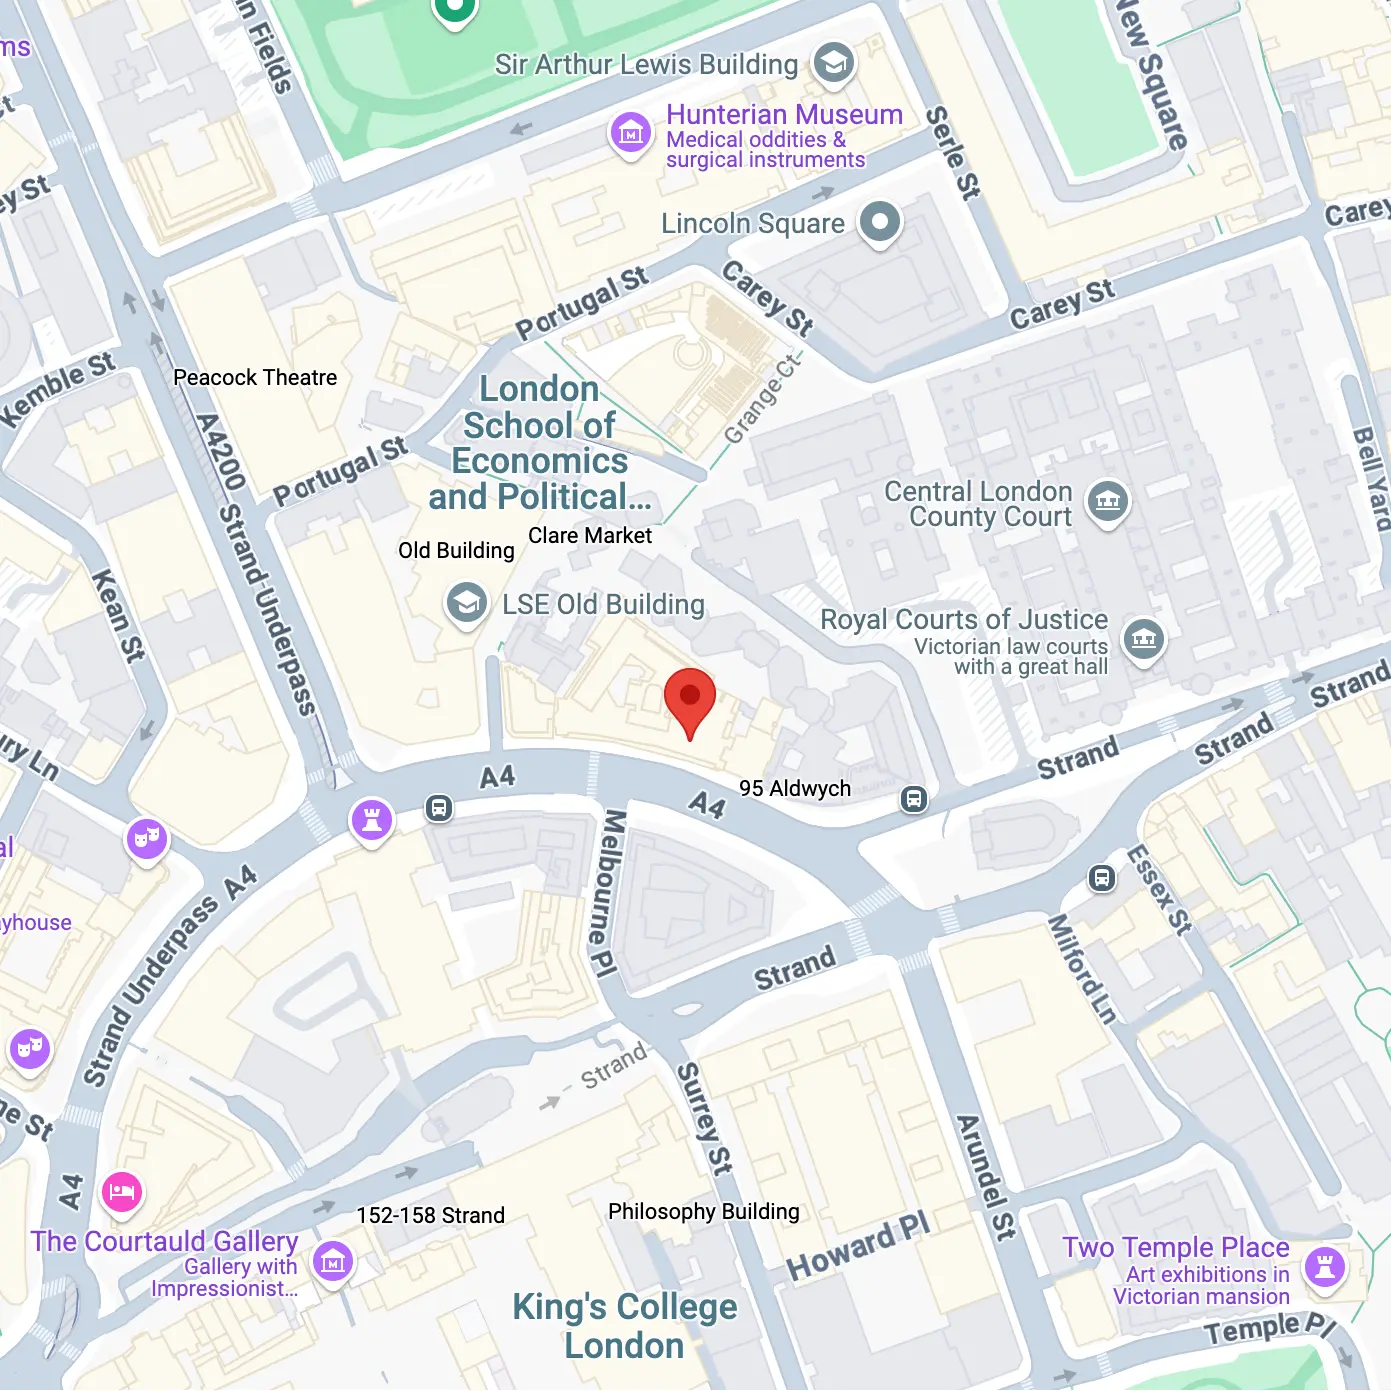 n Fields
ms
Sir Arthur Lewis Building
Hunterian Museum
Medical oddities &
surgical instruments
New Square
Serle St
ey St
Carey
Lincoln Square
Portugal St
Carey St
Carey St
Kemble St
Peacock Theatre
Grange Ct
A4200 Strand Underpass
London
School of
Economics
and Political...
Portugal St
Bell Yard
Central London
County Court
Clare Market
Old Building
LSE Old Building
Kean St
Royal Courts of Justice
Victorian law courts
with a great hall
Strand
Strand
Strand
ury Ln
A4
95 Aldwych
A4
al
Melbourne Pl
Essex St
A4
yhouse
Strand Underpass
Strand
Milford Ln
Strand
ne St
Surrey St
Arundel St
A4
152-158 Strand
Philosophy Building
The Courtauld Gallery
Gallery with
Impressionist...
Howard Pl
Two Temple Place
Art exhibitions in
Victorian mansion
King's College
London
Temple Pl